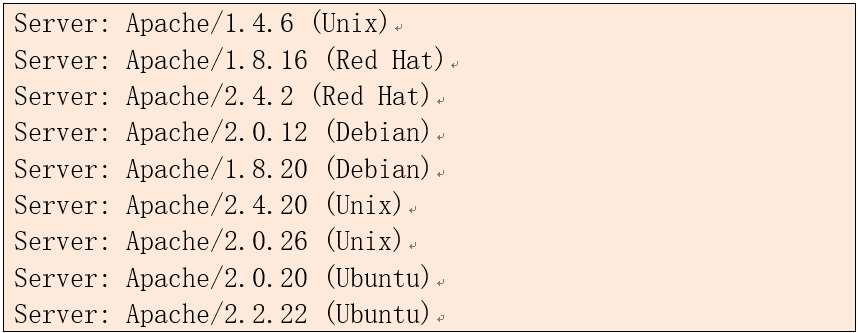 Server: Apache/1.4.6 (Unix)
Server: Apache/1.8.16 (Red Hat)
Server: Apache/2.4.2 (Red Hat)
Server: Apache/2.0.12 (Debian)
Server: Apache/1.8.20 (Debian)
Server: Apache/2.4.20 (Unix)
Server: Apache/2.0.26 (Unix)
Server: Apache/2.0.20 (Ubuntu)
Server: Apache/2.2.22 (Ubuntu)